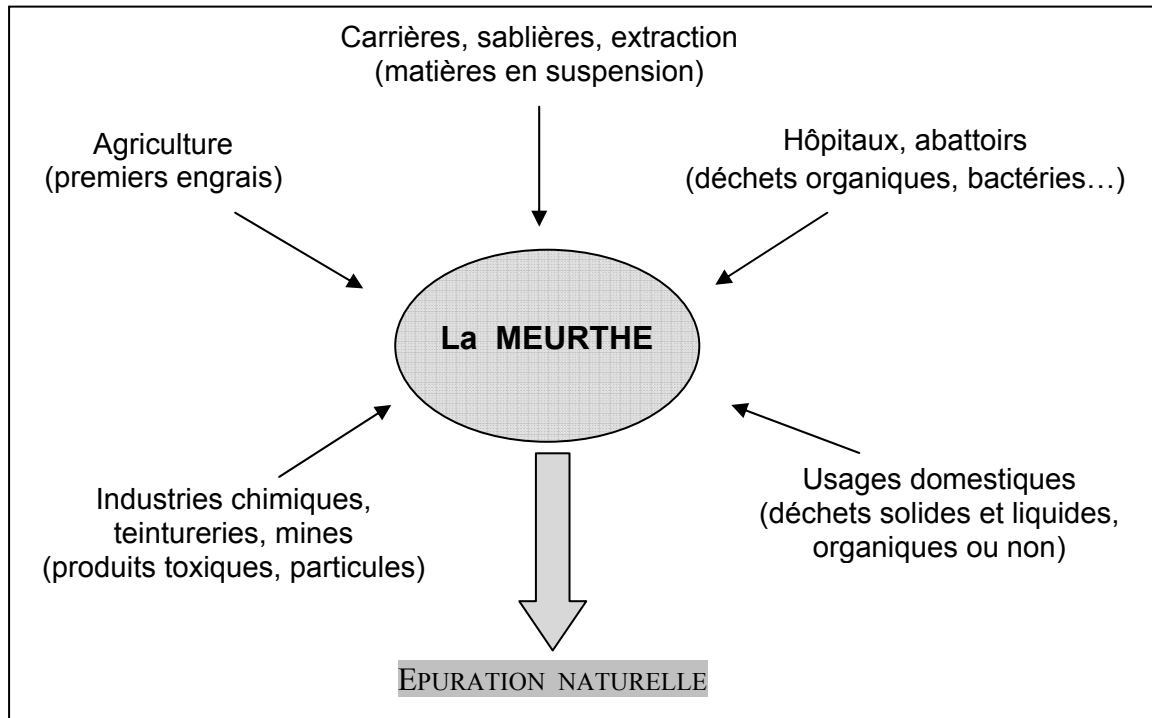 Carrières, sablières, extraction
(matières en suspension)
Agriculture
(premiers engrais)
Hôpitaux, abattoirs
(déchets organiques, bactéries…)
La MEURTHE
Industries chimiques,
teintureries, mines
(produits toxiques, particules)
Usages domestiques
(déchets solides et liquides,
organiques ou non)
EPURATION NATURELLE